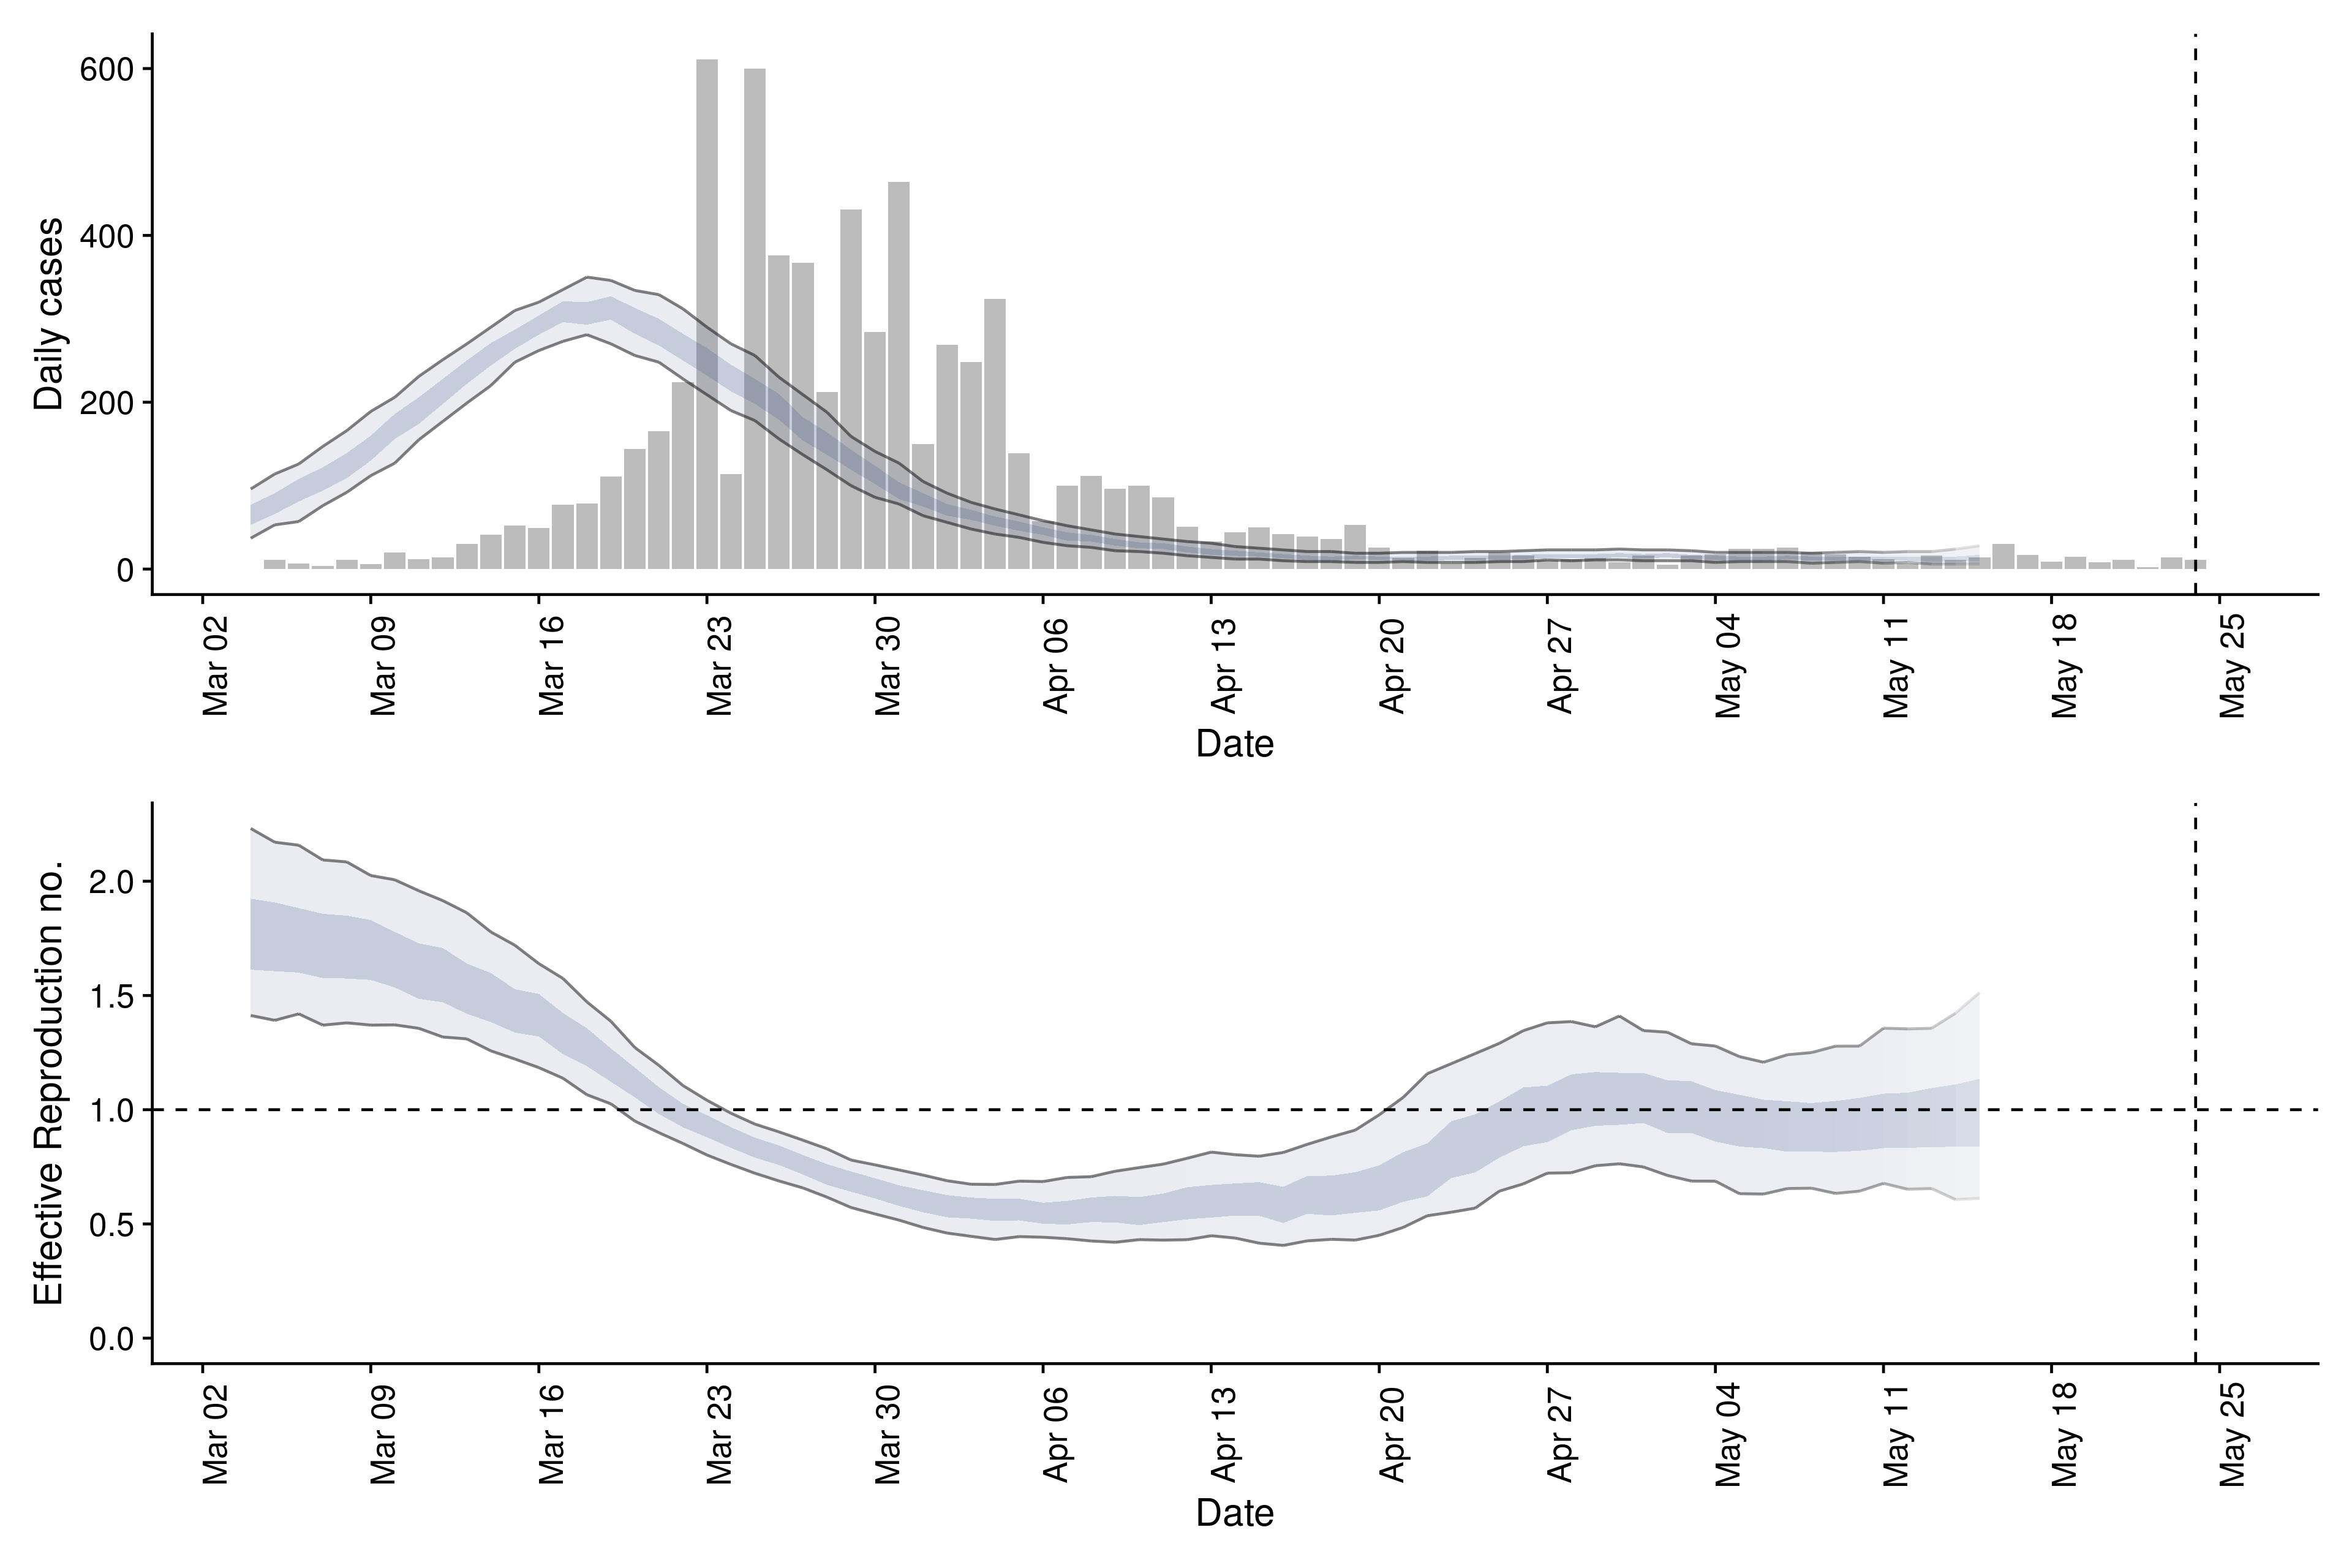 Daily cases
600
400
200
0
Mar 02
Mar 09
Mar 16
Mar 23
Mar 30
Apr 06
Apr 13
Apr 20
Apr 27
May 04
May 11
May 18
May 25
Date
Effective Reproduction no.
2.0
1.5
1.0
0.5
0.0
Mar 02
Mar 09
Mar 16
Mar 23
Mar 30
Apr 06
Apr 13
Apr 20
Apr 27
May 04
May 11
May 18
May 25
Date